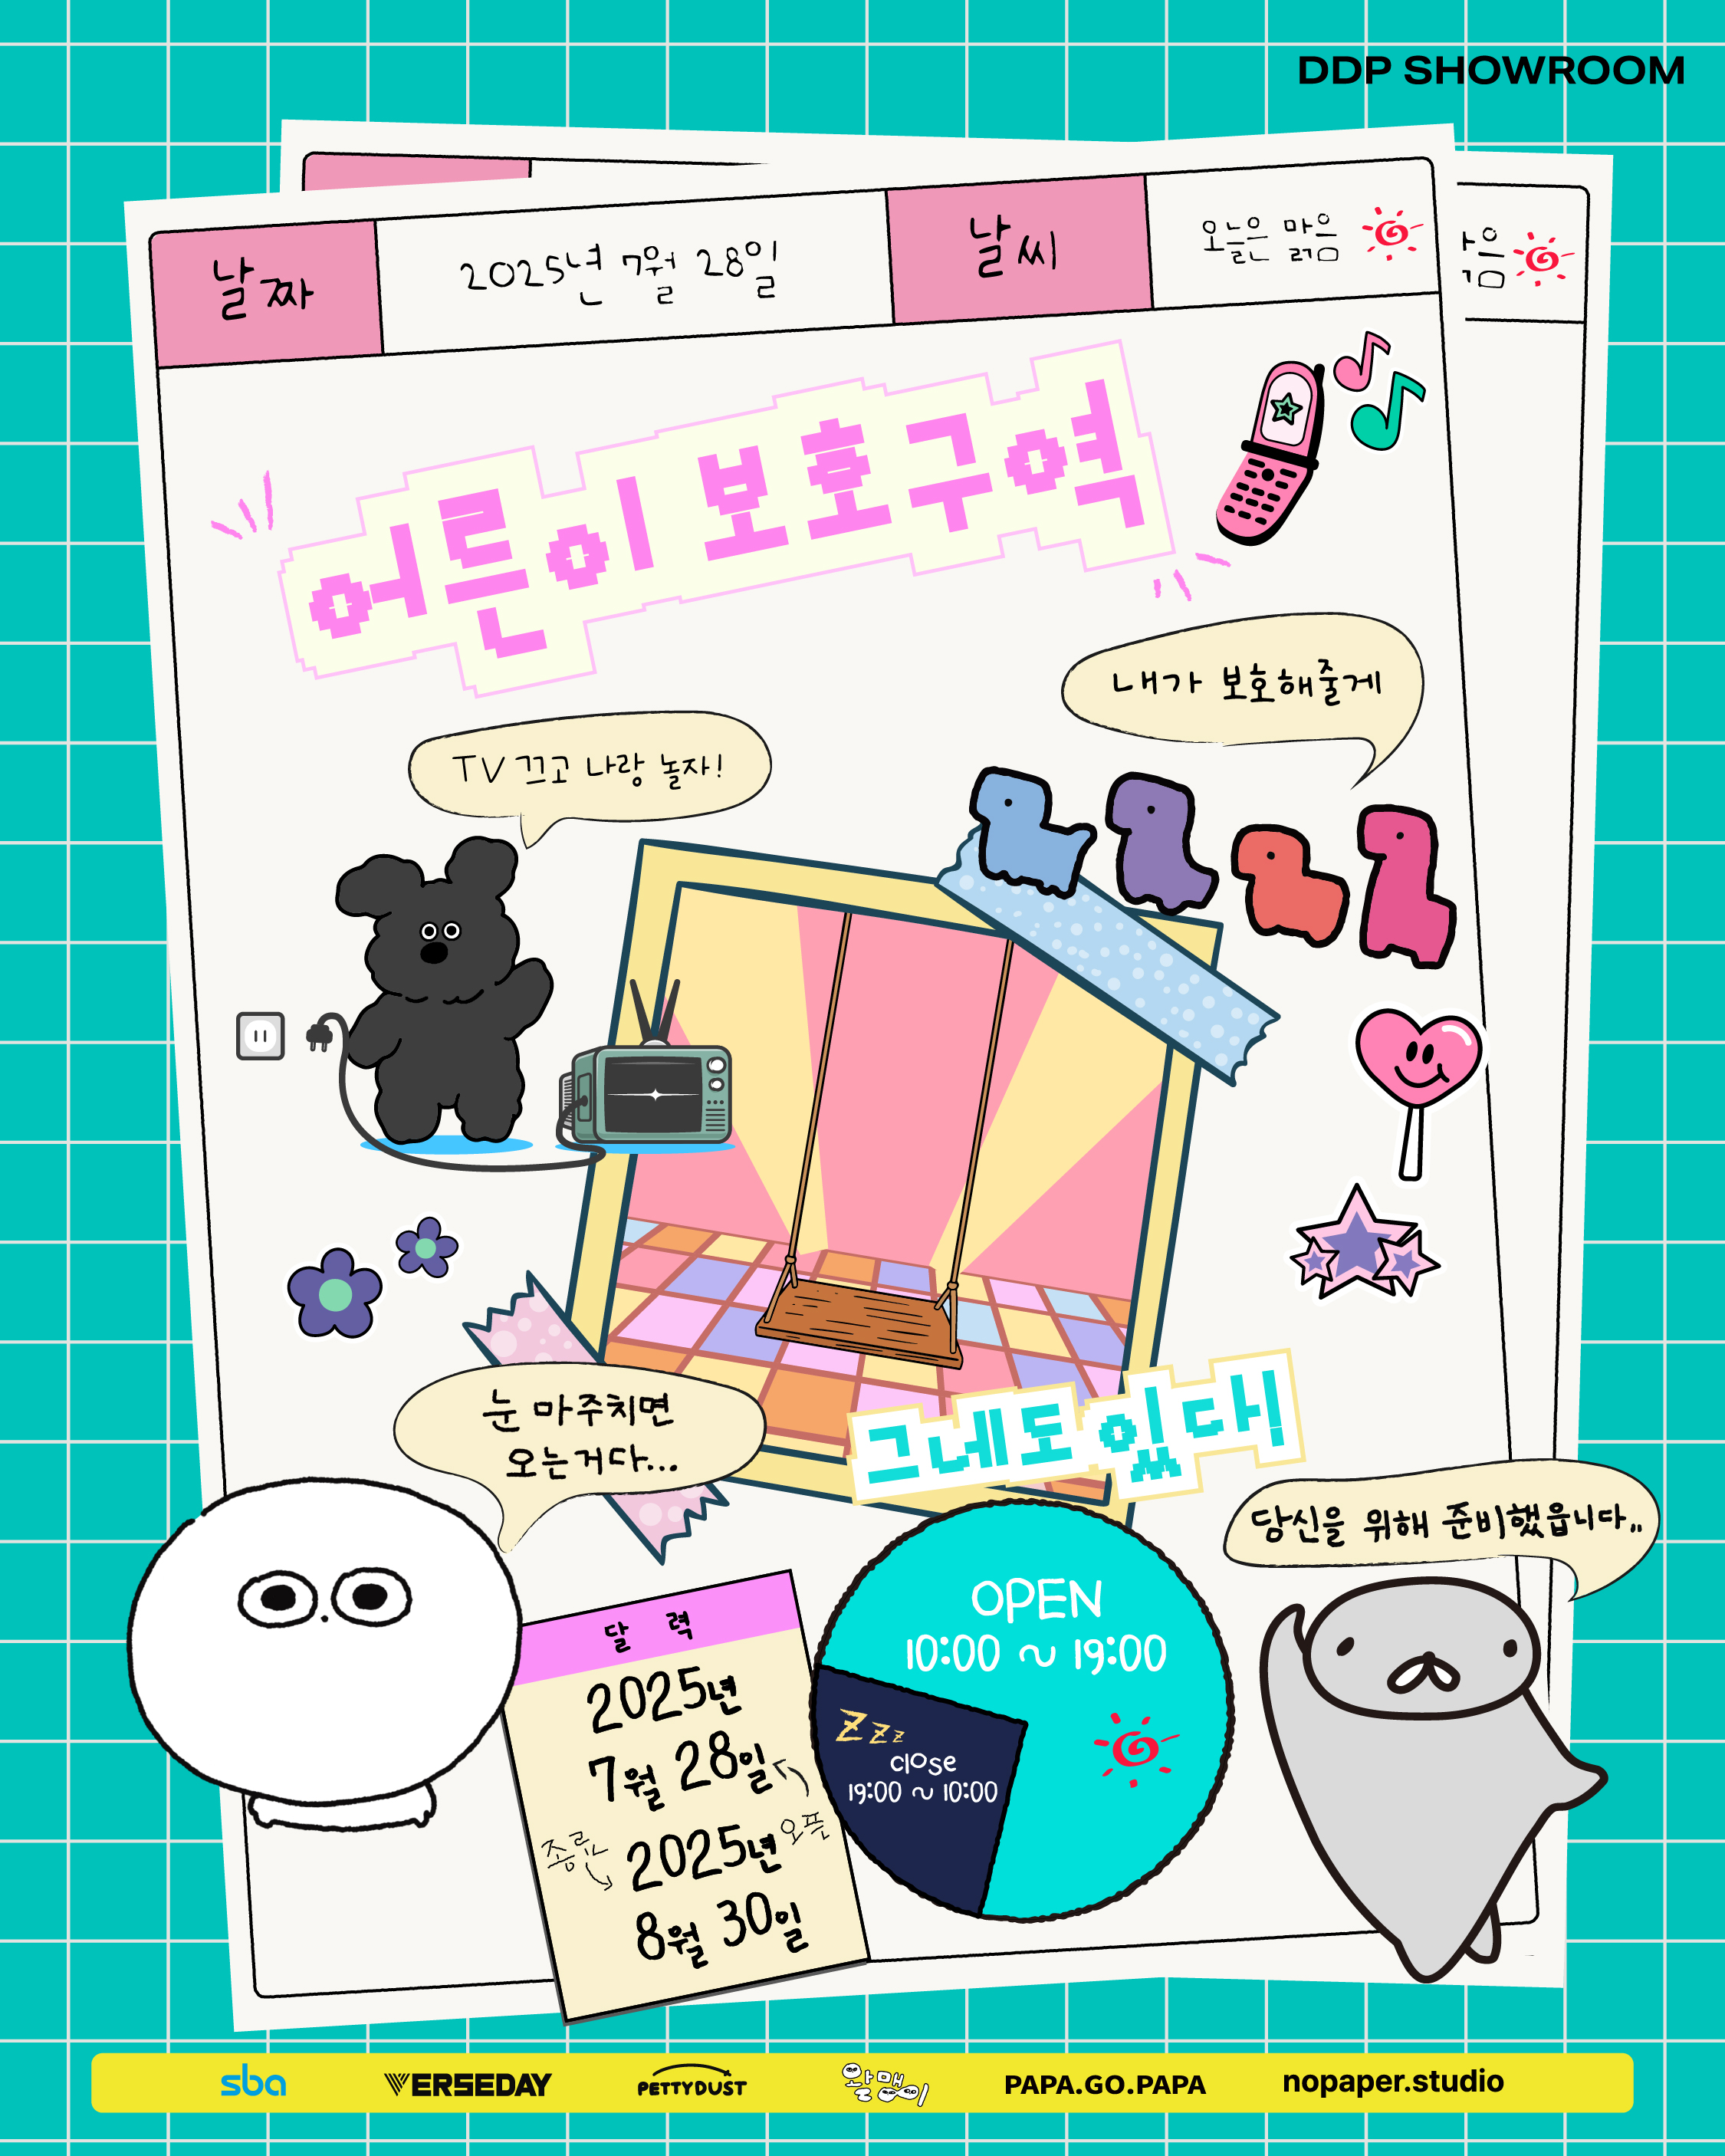 DDP SHOWROOM
날짜
2025년 7월 28일
날씨
오늘은 맑음
어른이 보호구역
내가 보호해줄게
TV 끄고 나랑 놀자!
눈 마주치면
오는거다...
그네도 있다!
당신을 위해 준비했읍니다..
달 력
2025년
7월 28일
오픈
종료
2025년
8월 30일
OPEN
10:00 ~ 19:00
Zzz
close
19:00 ~ 10:00
sba
VERSEDAY
PETTYDUST
왈맹이
PAPA.GO.PAPA
nopaper.studio